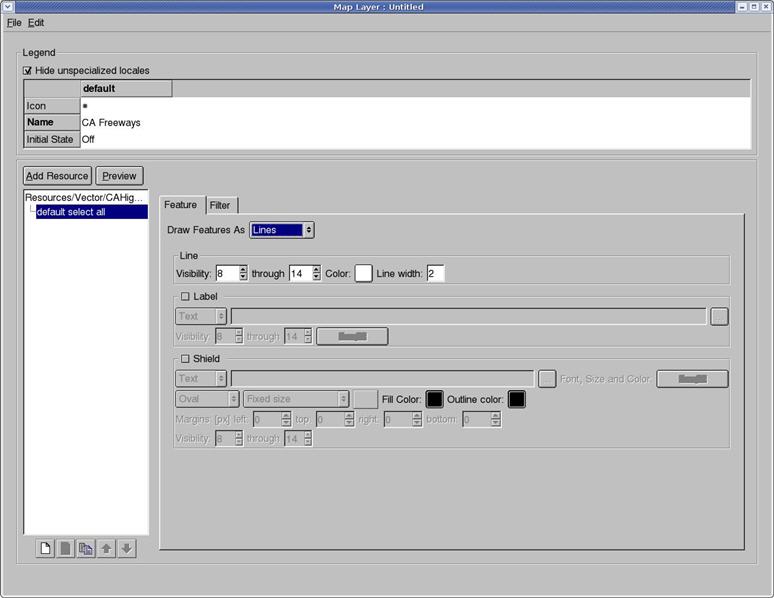 Map Layer : Untitled
File Edit
Legend
Hide unspecialized locales
default
Icon *
Name CA Freeways
Initial State Off
Add Resource Preview
Resources/Vector/CAHig...
default select all
Feature Filter
Draw Features As Lines
Line
Visibility: 8 through 14 Color: Line width: 2
Label
Text ...
Visibility: 8 through 14
Shield
Text ... Font, Size and Color:
Oval Fixed size Fill Color: Outline color:
Margins: [px] left: 0 top: 0 right: 0 bottom: 0
Visibility: 8 through 14